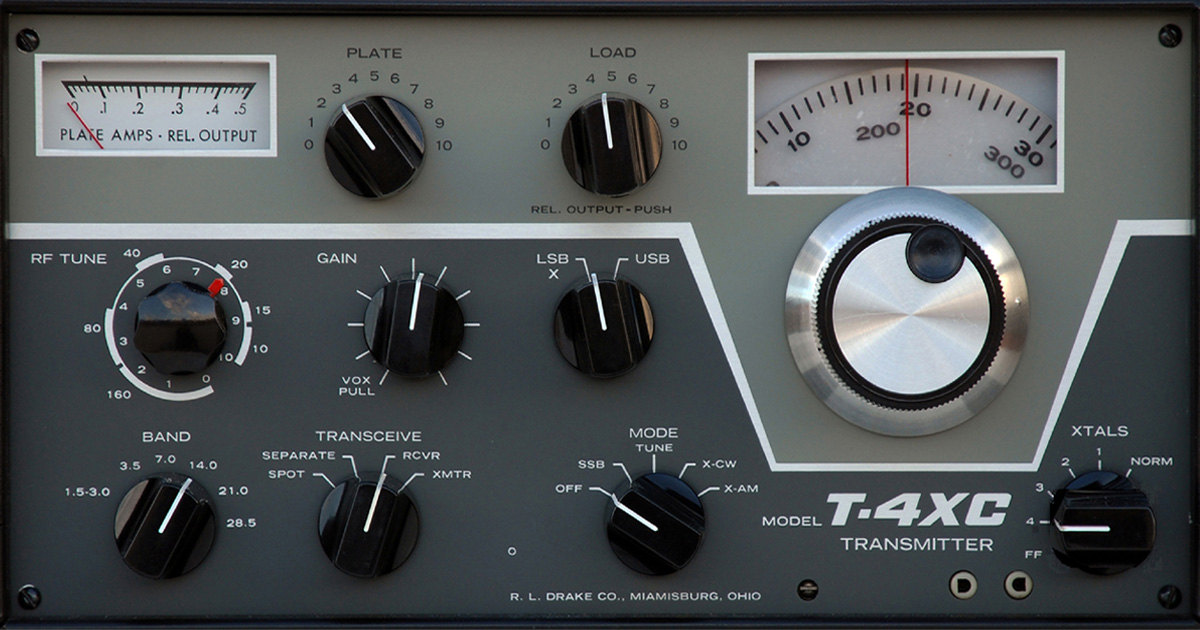 PLATE
LOAD
0 .1 .2 .3 .4 .5
PLATE AMPS · REL. OUTPUT
0 1 2 3 4 5 6 7 8 9 10
0 1 2 3 4 5 6 7 8 9 10
REL. OUTPUT - PUSH
10 20 30
200 300
RF TUNE
40 20 15 10 80 160
0 1 2 3 4 5 6 7 8 9 10
GAIN
VOX
PULL
LSB USB
X
BAND
1.5-3.0 3.5 7.0 14.0 21.0 28.5
TRANSCEIVE
SEPARATE RCVR
SPOT XMTR
MODE
TUNE
SSB X-CW
OFF X-AM
XTALS
1
2 NORM
3
4
FF
MODEL T-4XC
TRANSMITTER
R. L. DRAKE CO., MIAMISBURG, OHIO